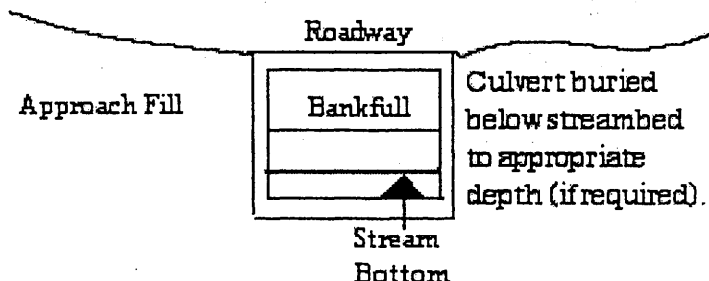 Roadway
Approach Fill
Bankfull
Culvert buried
below streambed
to appropriate
depth (if required).
Stream
Bottom